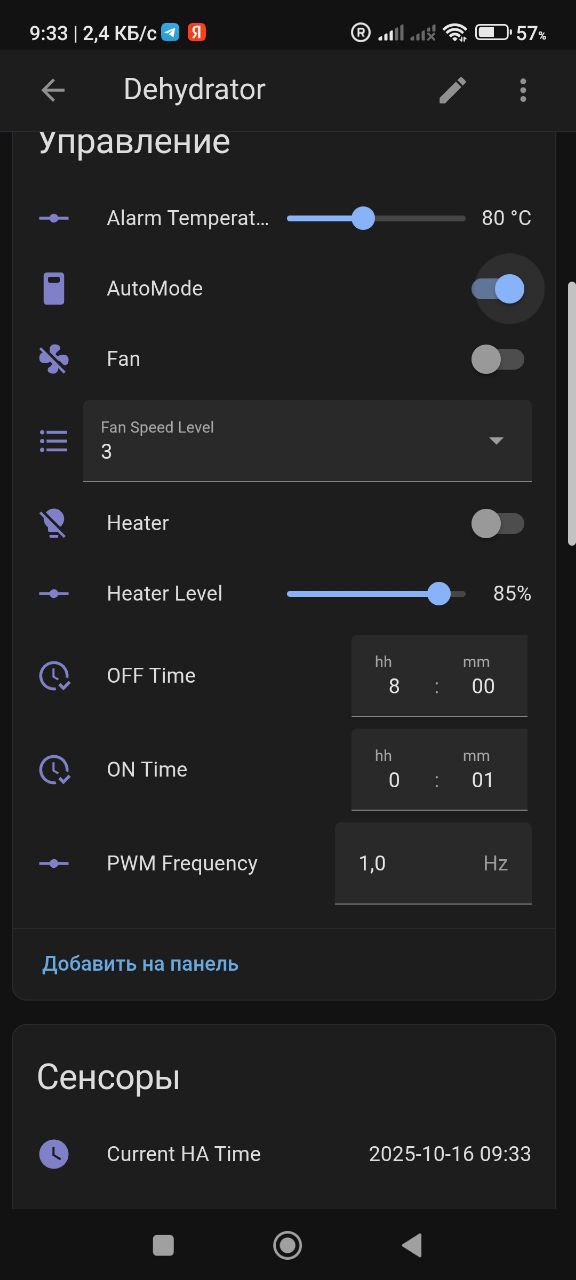 9:33 | 2,4 КБ/с Я R 57%
Dehydrator
Управление
Alarm Temperat... 80 °C
AutoMode
Fan
Fan Speed Level
3
Heater
Heater Level 85%
hh mm
OFF Time 8 : 00
hh mm
ON Time 0 : 01
PWM Frequency 1,0 Hz
Добавить на панель
Сенсоры
Current HA Time 2025-10-16 09:33